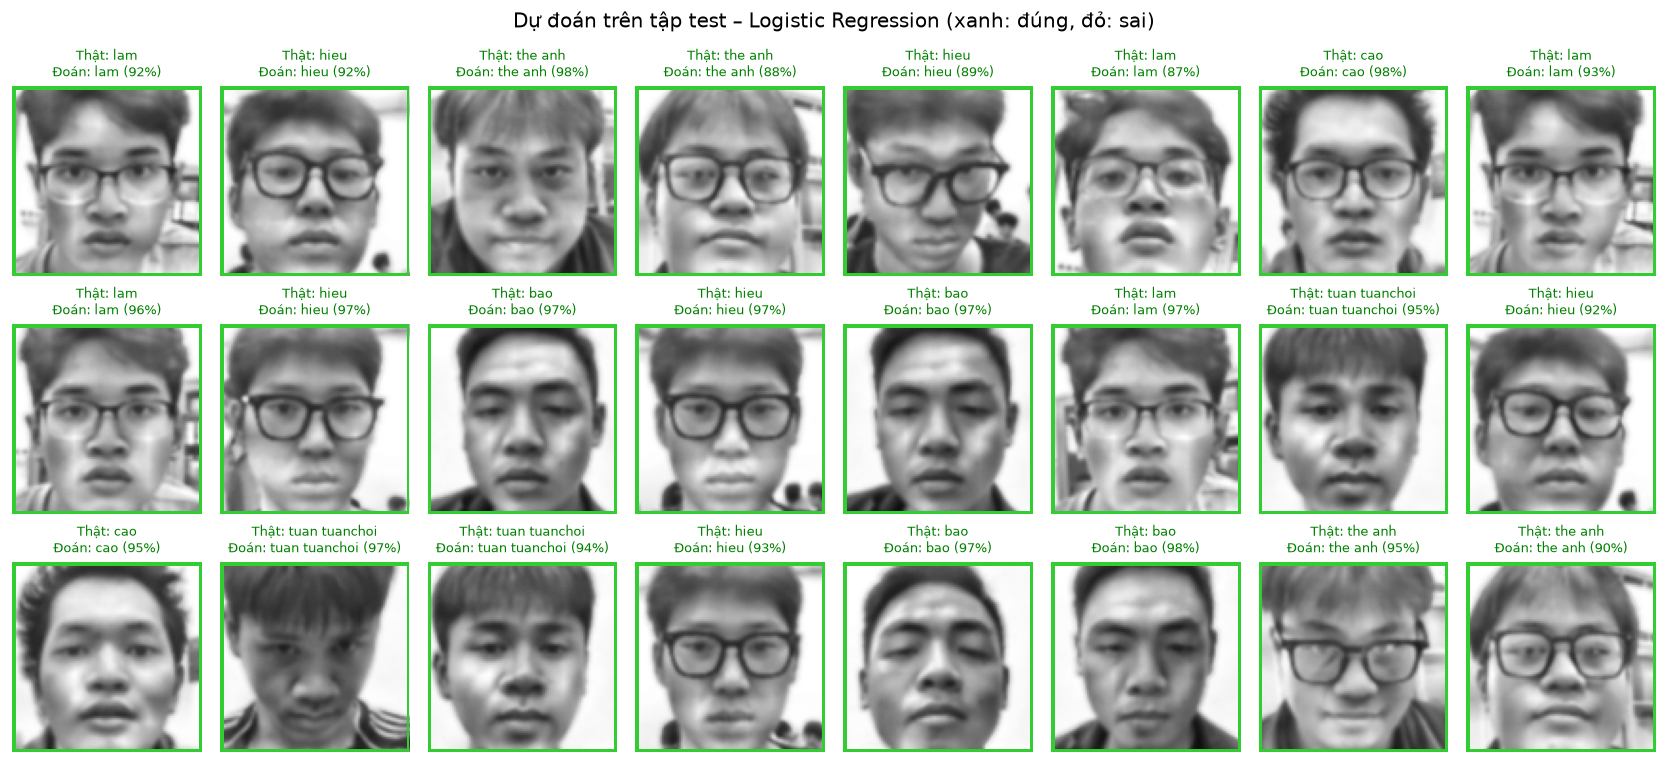 Dự đoán trên tập test – Logistic Regression (xanh: đúng, đỏ: sai)
Thật: lam
Đoán: lam (92%)
Thật: hieu
Đoán: hieu (92%)
Thật: the anh
Đoán: the anh (98%)
Thật: the anh
Đoán: the anh (88%)
Thật: hieu
Đoán: hieu (89%)
Thật: lam
Đoán: lam (87%)
Thật: cao
Đoán: cao (98%)
Thật: lam
Đoán: lam (93%)
Thật: lam
Đoán: lam (96%)
Thật: hieu
Đoán: hieu (97%)
Thật: bao
Đoán: bao (97%)
Thật: hieu
Đoán: hieu (97%)
Thật: bao
Đoán: bao (97%)
Thật: lam
Đoán: lam (97%)
Thật: tuan tuanchoi
Đoán: tuan tuanchoi (95%)
Thật: hieu
Đoán: hieu (92%)
Thật: cao
Đoán: cao (95%)
Thật: tuan tuanchoi
Đoán: tuan tuanchoi (97%)
Thật: tuan tuanchoi
Đoán: tuan tuanchoi (94%)
Thật: hieu
Đoán: hieu (93%)
Thật: bao
Đoán: bao (97%)
Thật: bao
Đoán: bao (98%)
Thật: the anh
Đoán: the anh (95%)
Thật: the anh
Đoán: the anh (90%)